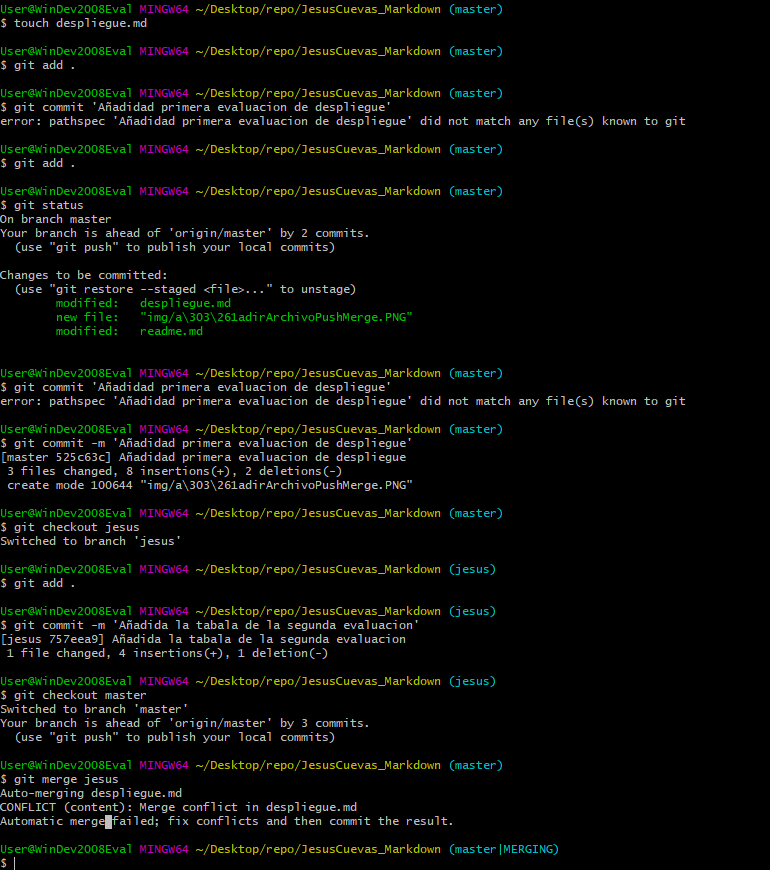 User@WinDev2008Eval MINGW64 ~/Desktop/repo/JesusCuevas_Markdown (master)
$ touch despliegue.md
User@WinDev2008Eval MINGW64 ~/Desktop/repo/JesusCuevas_Markdown (master)
$ git add .
User@WinDev2008Eval MINGW64 ~/Desktop/repo/JesusCuevas_Markdown (master)
$ git commit 'Añadidad primera evaluacion de despliegue'
error: pathspec 'Añadidad primera evaluacion de despliegue' did not match any file(s) known to git
User@WinDev2008Eval MINGW64 ~/Desktop/repo/JesusCuevas_Markdown (master)
$ git add .
User@WinDev2008Eval MINGW64 ~/Desktop/repo/JesusCuevas_Markdown (master)
$ git status
On branch master
Your branch is ahead of 'origin/master' by 2 commits.
  (use "git push" to publish your local commits)
Changes to be committed:
  (use "git restore --staged <file>..." to unstage)
        modified:   despliegue.md
        new file:   "img/a\303\261adirArchivoPushMerge.PNG"
        modified:   readme.md
User@WinDev2008Eval MINGW64 ~/Desktop/repo/JesusCuevas_Markdown (master)
$ git commit 'Añadidad primera evaluacion de despliegue'
error: pathspec 'Añadidad primera evaluacion de despliegue' did not match any file(s) known to git
User@WinDev2008Eval MINGW64 ~/Desktop/repo/JesusCuevas_Markdown (master)
$ git commit -m 'Añadidad primera evaluacion de despliegue'
[master 525c63c] Añadidad primera evaluacion de despliegue
 3 files changed, 8 insertions(+), 2 deletions(-)
 create mode 100644 "img/a\303\261adirArchivoPushMerge.PNG"
User@WinDev2008Eval MINGW64 ~/Desktop/repo/JesusCuevas_Markdown (master)
$ git checkout jesus
Switched to branch 'jesus'
User@WinDev2008Eval MINGW64 ~/Desktop/repo/JesusCuevas_Markdown (jesus)
$ git add .
User@WinDev2008Eval MINGW64 ~/Desktop/repo/JesusCuevas_Markdown (jesus)
$ git commit -m 'Añadida la tabala de la segunda evaluacion'
[jesus 757eea9] Añadida la tabala de la segunda evaluacion
 1 file changed, 4 insertions(+), 1 deletion(-)
User@WinDev2008Eval MINGW64 ~/Desktop/repo/JesusCuevas_Markdown (jesus)
$ git checkout master
Switched to branch 'master'
Your branch is ahead of 'origin/master' by 3 commits.
  (use "git push" to publish your local commits)
User@WinDev2008Eval MINGW64 ~/Desktop/repo/JesusCuevas_Markdown (master)
$ git merge jesus
Auto-merging despliegue.md
CONFLICT (content): Merge conflict in despliegue.md
Automatic merge failed; fix conflicts and then commit the result.
User@WinDev2008Eval MINGW64 ~/Desktop/repo/JesusCuevas_Markdown (master|MERGING)
$